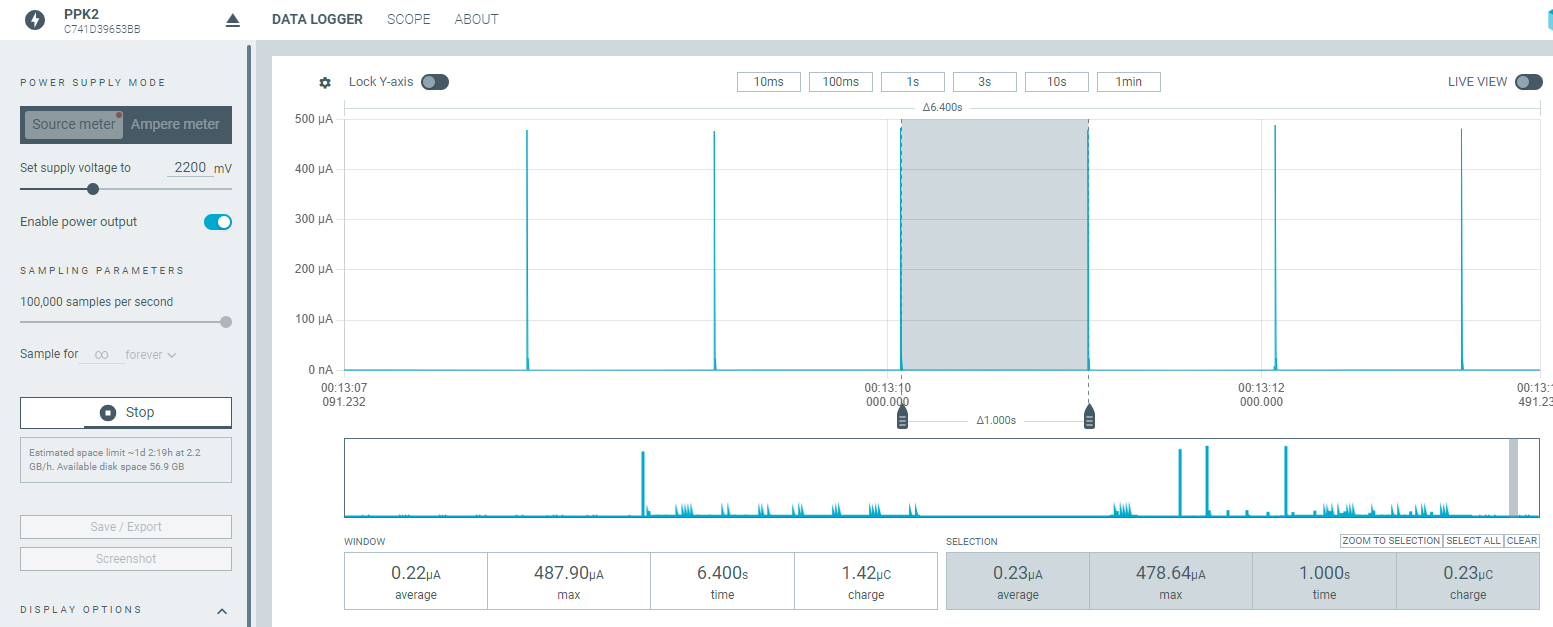 PPK2
C741D39653BB
DATA LOGGER SCOPE ABOUT
POWER SUPPLY MODE
Source meter Ampere meter
Set supply voltage to 2200 mV
Enable power output
SAMPLING PARAMETERS
100,000 samples per second
Sample for ∞ forever
Stop
Estimated space limit ~1d 2:19h at 2.2
GB/h. Available disk space 56.9 GB
Save / Export
Screenshot
DISPLAY OPTIONS
Lock Y-axis 10ms 100ms 1s 3s 10s 1min LIVE VIEW
Δ6.400s
500 µA
400 µA
300 µA
200 µA
100 µA
0 nA
00:13:07 00:13:10 00:13:12 00:13:1
091.232 000.000 000.000 491.23
Δ1.000s
WINDOW
0.22µA 487.90µA 6.400s 1.42µC
average max time charge
SELECTION ZOOM TO SELECTION SELECT ALL CLEAR
0.23µA 478.64µA 1.000s 0.23µC
average max time charge